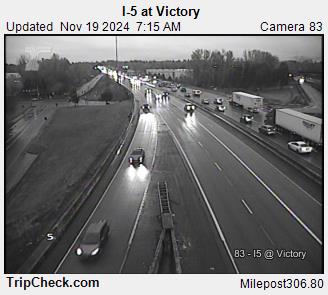 I-5 at Victory
Updated  Nov 19 2024  7:15 AM
Camera 83
S
83 - I5 @ Victory
TripCheck.com
Milepost306.80